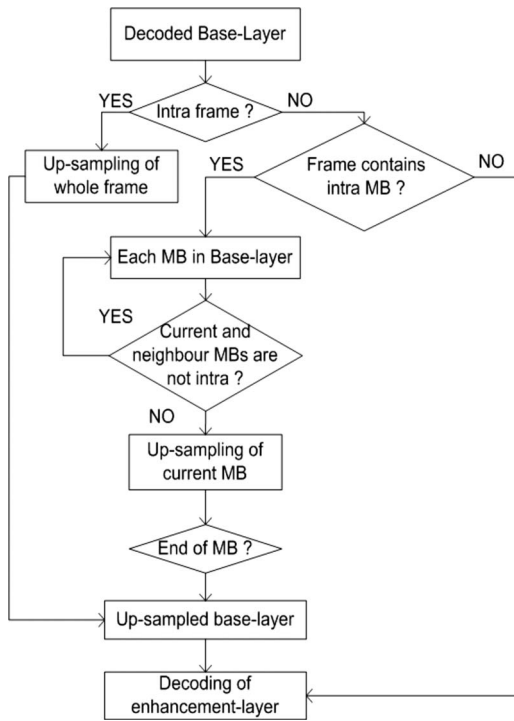 Decoded Base-Layer
YES
Intra frame ?
NO
Up-sampling of
whole frame
YES
Frame contains
intra MB ?
NO
Each MB in Base-layer
YES
Current and
neighbour MBs are
not intra ?
NO
Up-sampling of
current MB
End of MB ?
Up-sampled base-layer
Decoding of
enhancement-layer